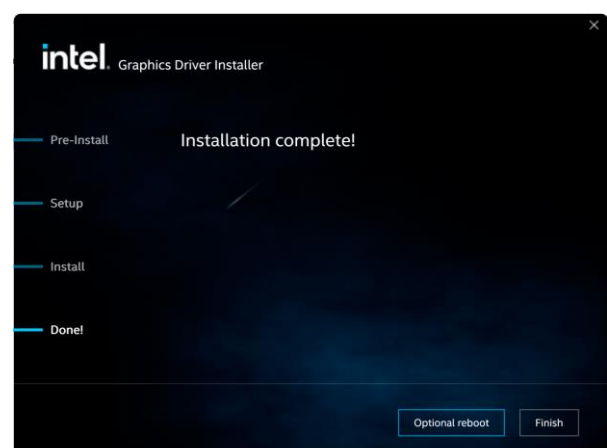 intel. Graphics Driver Installer
Pre-Install
Installation complete!
Setup
Install
Done!
Optional reboot
Finish